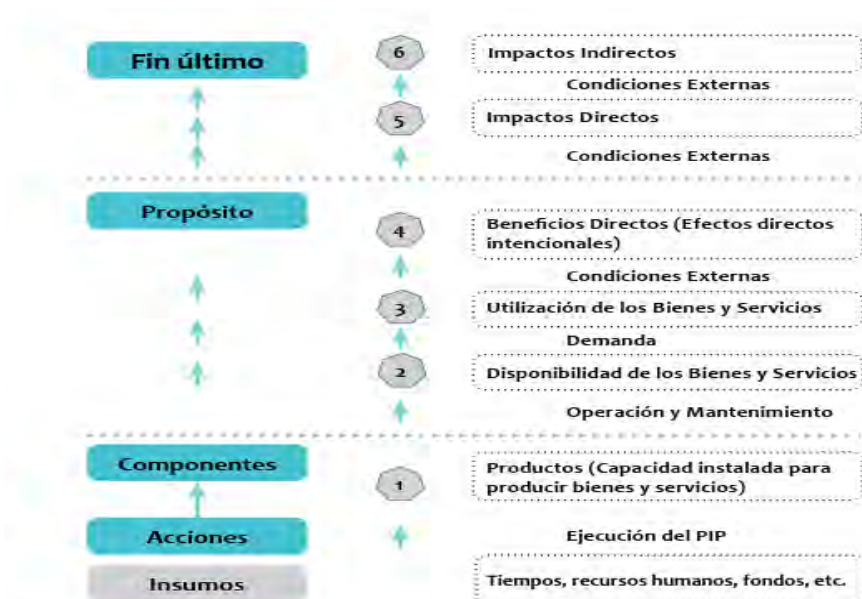 Fin último
6
Impactos Indirectos
Condiciones Externas
5
Impactos Directos
Condiciones Externas
Propósito
4
Beneficios Directos (Efectos directos
intencionales)
Condiciones Externas
3
Utilización de los Bienes y Servicios
Demanda
2
Disponibilidad de los Bienes y Servicios
Operación y Mantenimiento
Componentes
1
Productos (Capacidad instalada para
producir bienes y servicios)
Acciones
Ejecución del PIP
Insumos
Tiempos, recursos humanos, fondos, etc.